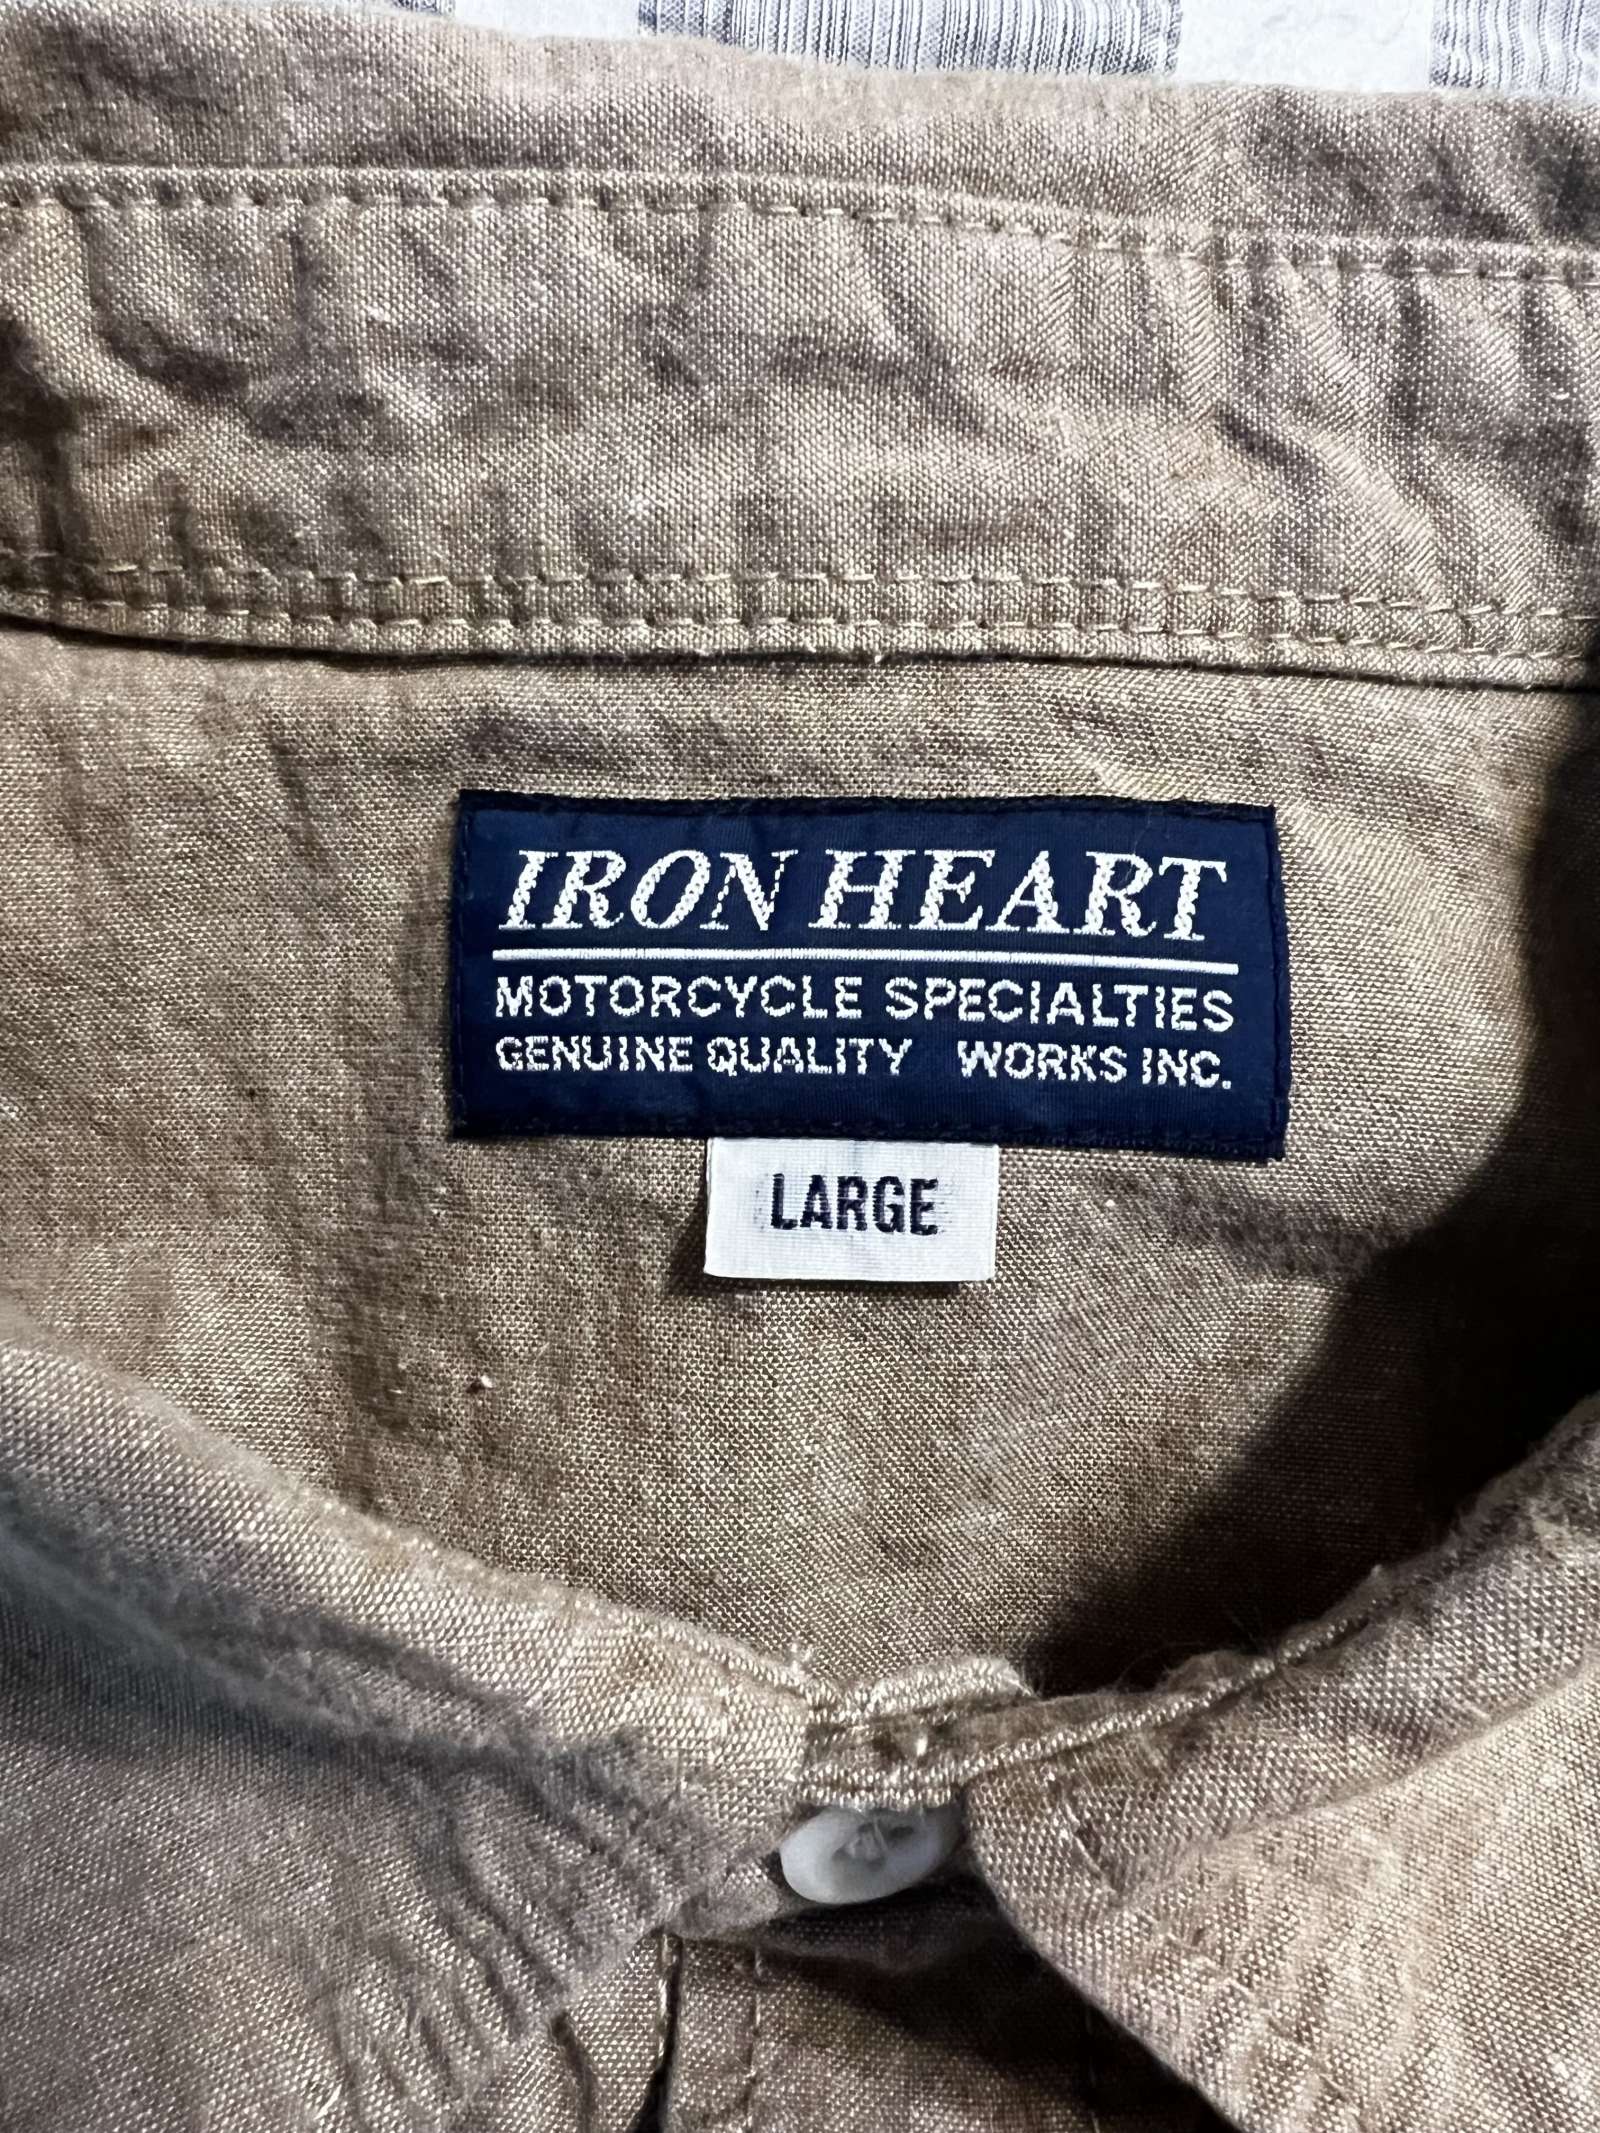 IRON HEART
MOTORCYCLE SPECIALTIES
GENUINE QUALITY WORKS INC.
LARGE